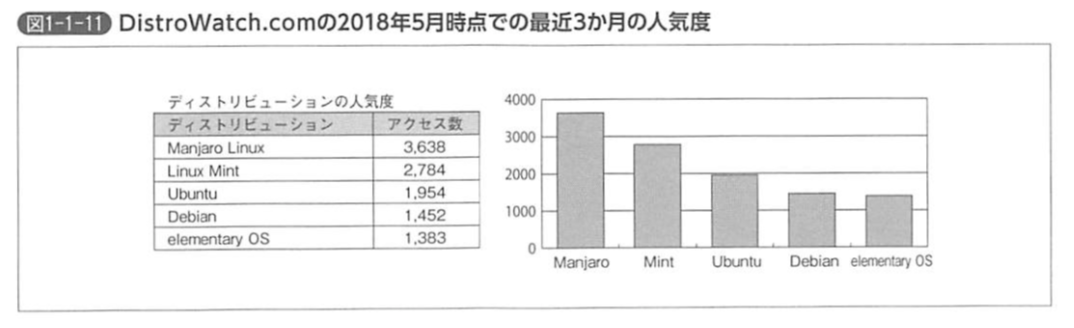 図1-1-11 DistroWatch.comの2018年5月時点での最近3か月の人気度
ディストリビューションの人気度
ディストリビューション アクセス数
Manjaro Linux 3,638
Linux Mint 2,784
Ubuntu 1,954
Debian 1,452
elementary OS 1,383
4000
3000
2000
1000
0
Manjaro Mint Ubuntu Debian elementary OS